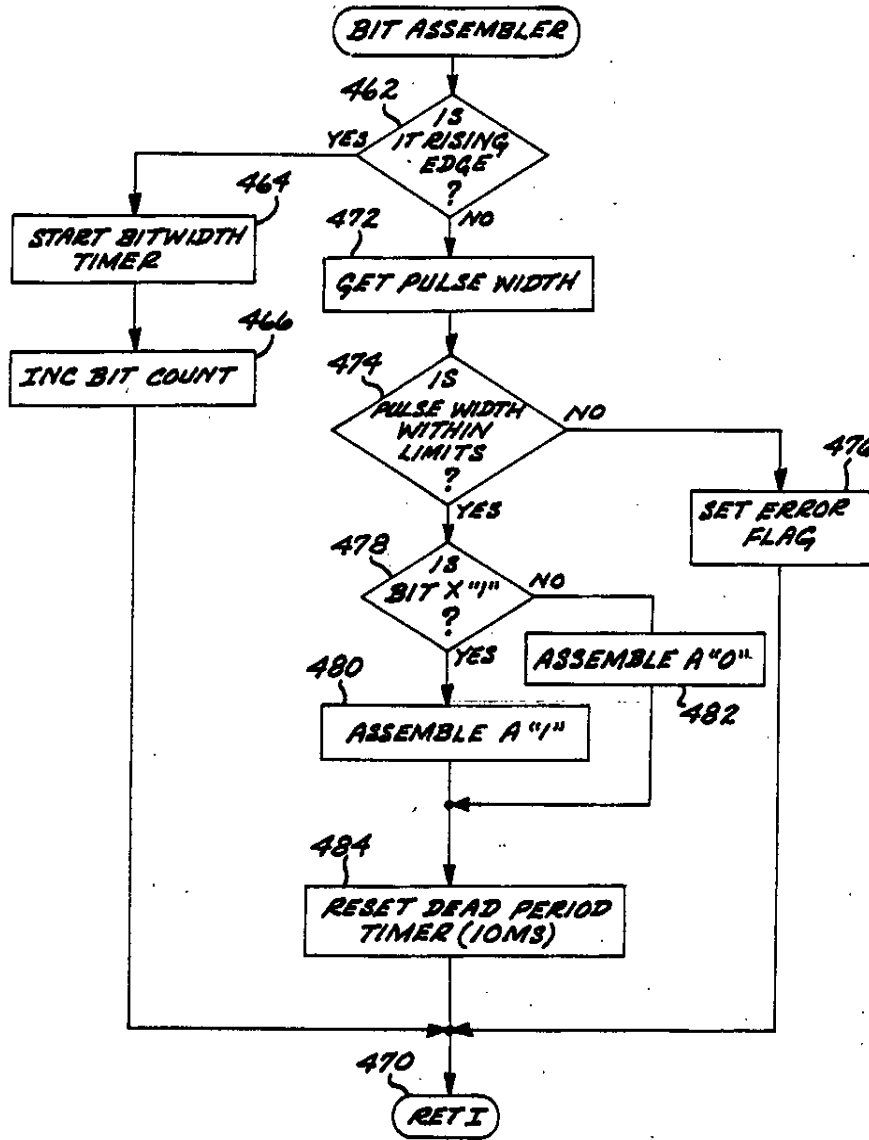 BIT ASSEMBLER
462
IS
IT RISING
EDGE
?
YES
NO
464
START BITWIDTH
TIMER
472
GET PULSE WIDTH
466
INC BIT COUNT
474
IS
PULSE WIDTH
WITHIN
LIMITS
?
NO
YES
476
SET ERROR
FLAG
478
IS
BIT X "1"
?
NO
YES
480
ASSEMBLE A "1"
ASSEMBLE A "0"
482
484
RESET DEAD PERIOD
TIMER (10MS)
470
RET I